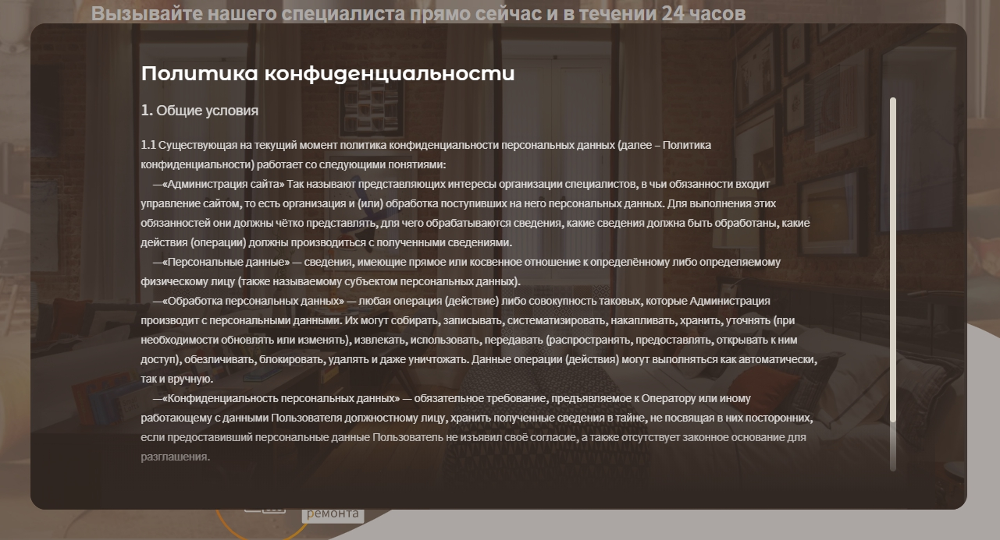 Вызывайте нашего специалиста прямо сейчас и в течении 24 часов
Политика конфиденциальности
1. Общие условия
1.1 Существующая на текущий момент политика конфиденциальности персональных данных (далее – Политика
конфиденциальности) работает со следующими понятиями:
—«Администрация сайта» Так называют представляющих интересы организации специалистов, в чьи обязанности входит
управление сайтом, то есть организация и (или) обработка поступивших на него персональных данных. Для выполнения этих
обязанностей они должны чётко представлять, для чего обрабатываются сведения, какие сведения должна быть обработаны, какие
действия (операции) должны производиться с полученными сведениями.
—«Персональные данные» — сведения, имеющие прямое или косвенное отношение к определённому либо определяемому
физическому лицу (также называемому субъектом персональных данных).
—«Обработка персональных данных» — любая операция (действие) либо совокупность таковых, которые Администрация
производит с персональными данными. Их могут собирать, записывать, систематизировать, накапливать, хранить, уточнять (при
необходимости обновлять или изменять), извлекать, использовать, передавать (распространять, предоставлять, открывать к ним
доступ), обезличивать, блокировать, удалять и даже уничтожать. Данные операции (действия) могут выполняться как автоматически,
так и вручную.
—«Конфиденциальность персональных данных» — обязательное требование, предъявляемое к Оператору или иному
работающему с данными Пользователя должностному лицу, хранить полученные сведения в тайне, не посвящая в них посторонних,
если предоставивший персональные данные Пользователь не изъявил своё согласие, а также отсутствует законное основание для
разглашения.
ремонта